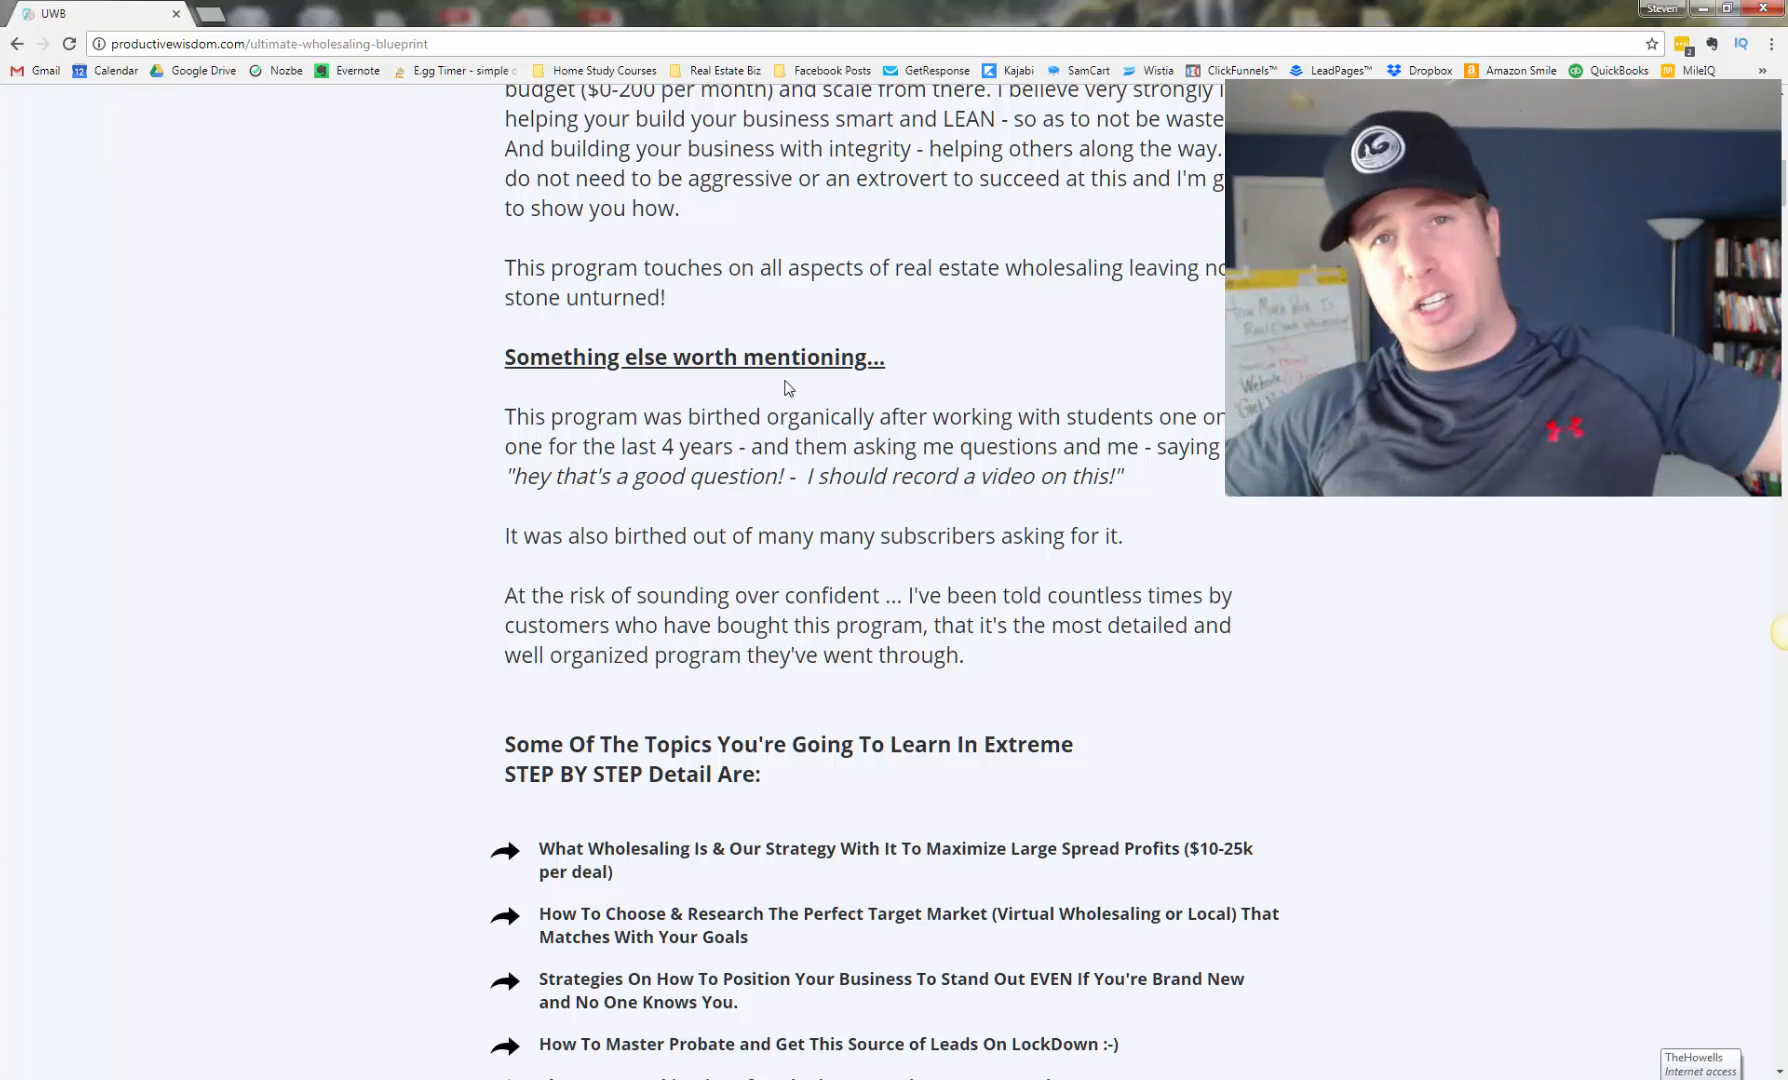 UWB
Steven
productivewisdom.com/ultimate-wholesaling-blueprint
Gmail
12 Calendar
Google Drive
Nozbe
Evernote
E.gg Timer - simple
Home Study Courses
Real Estate Biz
Facebook Posts
GetResponse
Kajabi
SamCart
Wistia
ClickFunnels™
LeadPages™
Dropbox
Amazon Smile
QuickBooks
MileIQ
budget ($0-200 per month) and scale from there. I believe very strongly
helping your build your business smart and LEAN - so as to not be waste
And building your business with integrity - helping others along the way.
do not need to be aggressive or an extrovert to succeed at this and I'm g
to show you how.
This program touches on all aspects of real estate wholesaling leaving no
stone unturned!
Something else worth mentioning...
This program was birthed organically after working with students one on
one for the last 4 years - and them asking me questions and me - saying
"hey that's a good question! - I should record a video on this!"
It was also birthed out of many many subscribers asking for it.
At the risk of sounding over confident ... I've been told countless times by
customers who have bought this program, that it's the most detailed and
well organized program they've went through.
Some Of The Topics You're Going To Learn In Extreme
STEP BY STEP Detail Are:
What Wholesaling Is & Our Strategy With It To Maximize Large Spread Profits ($10-25k
per deal)
How To Choose & Research The Perfect Target Market (Virtual Wholesaling or Local) That
Matches With Your Goals
Strategies On How To Position Your Business To Stand Out EVEN If You're Brand New
and No One Knows You.
How To Master Probate and Get This Source of Leads On LockDown :-)
TheHowells
Internet access